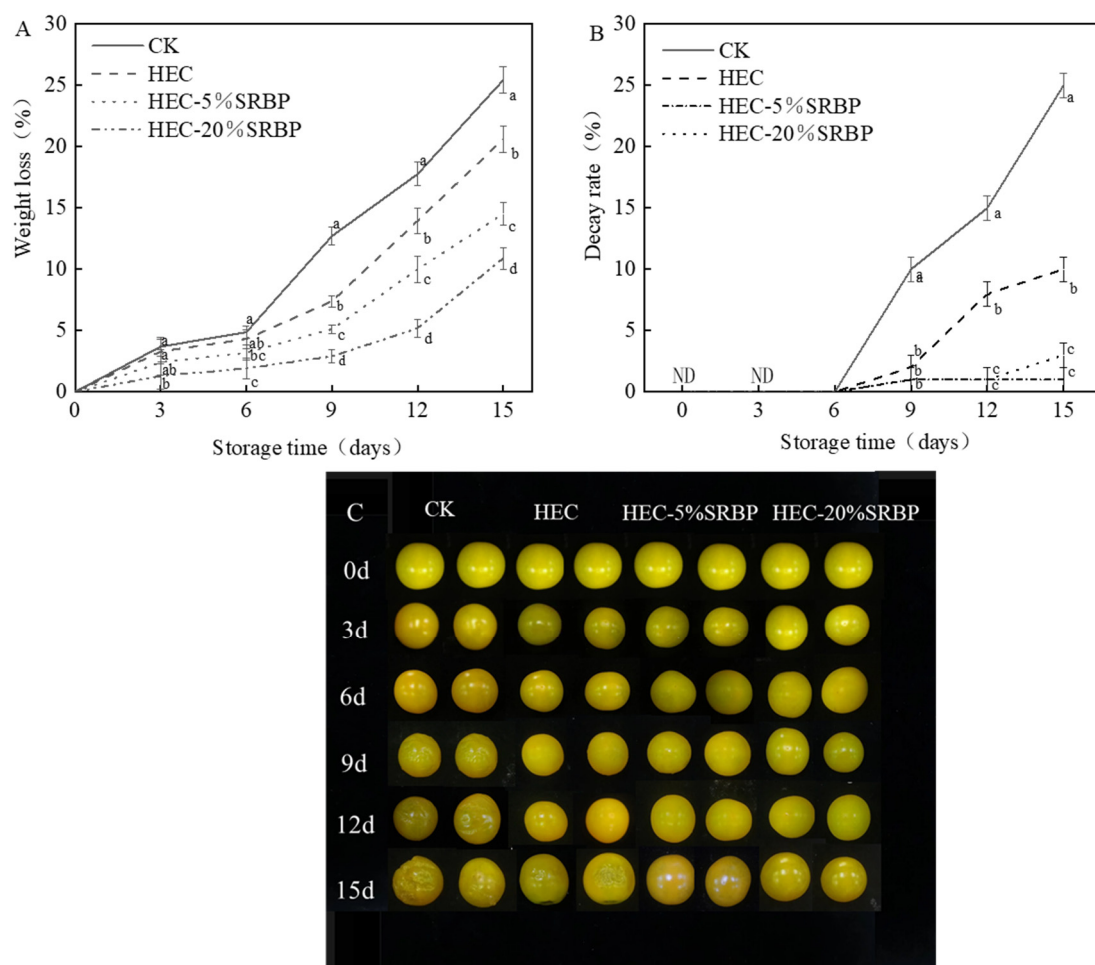 A
CK
HEC
HEC-5%SRBP
HEC-20%SRBP
Weight loss（%）
30
25
20
15
10
5
0
0 3 6 9 12 15
Storage time（days）
a
a
ab
b
a
ab
bc
c
a
b
c
d
a
b
c
d
a
b
c
d
B
CK
HEC
HEC-5%SRBP
HEC-20%SRBP
Decay rate（%）
30
25
20
15
10
5
0
ND ND
0 3 6 9 12 15
Storage time（days）
a
a
b
b
b
a
b
c
c
a
b
c
c
C CK HEC HEC-5%SRBP HEC-20%SRBP
0d
3d
6d
9d
12d
15d